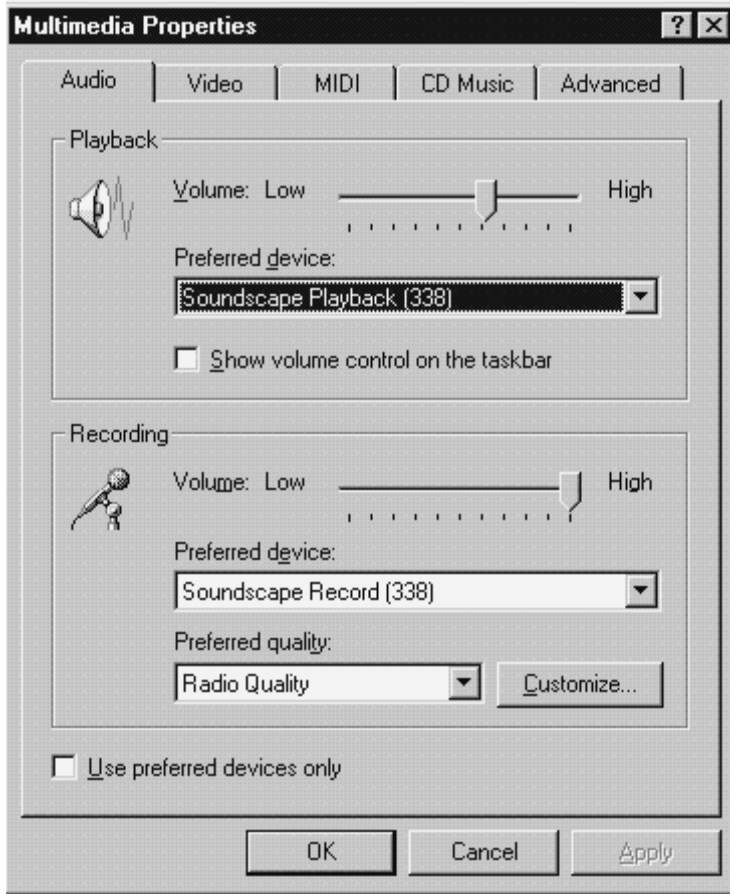 Multimedia Properties ? ×
Audio Video MIDI CD Music Advanced
Playback
Volume: Low High
Preferred device:
Soundscape Playback (338)
Show volume control on the taskbar
Recording
Volume: Low High
Preferred device:
Soundscape Record (338)
Preferred quality:
Radio Quality Customize...
Use preferred devices only
OK Cancel Apply